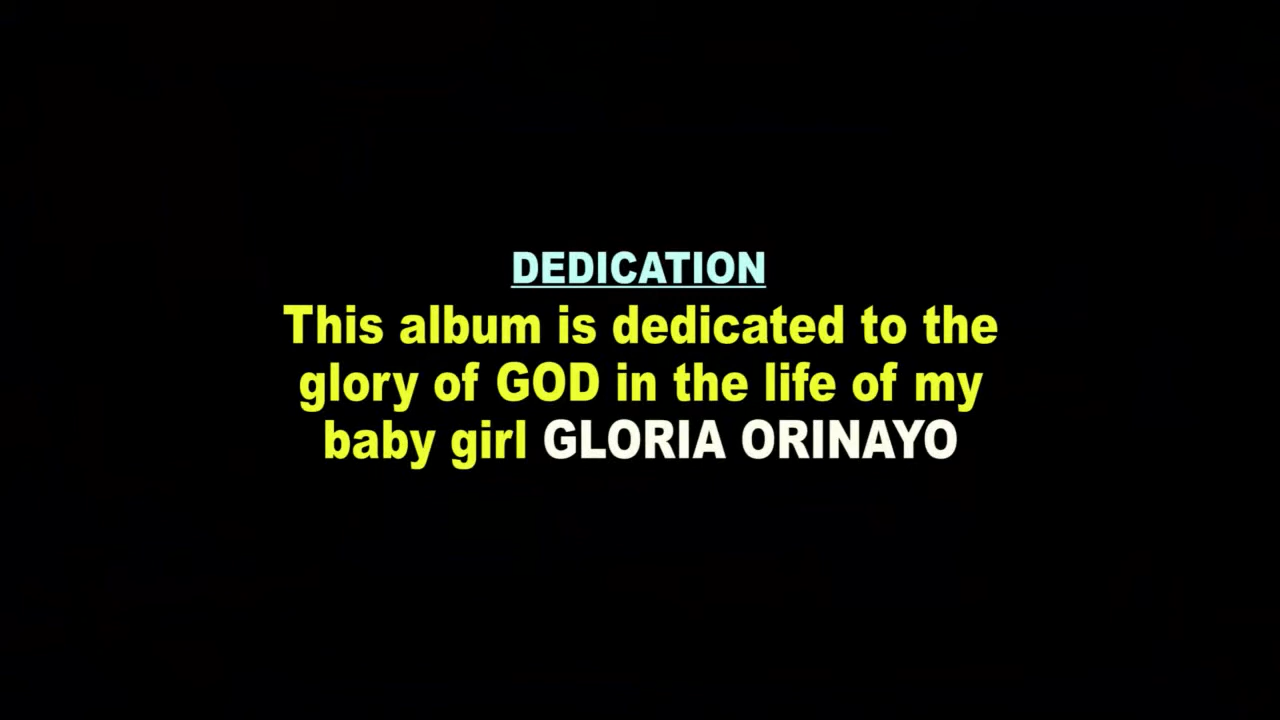 DEDICATION
This album is dedicated to the
glory of GOD in the life of my
baby girl GLORIA ORINAYO